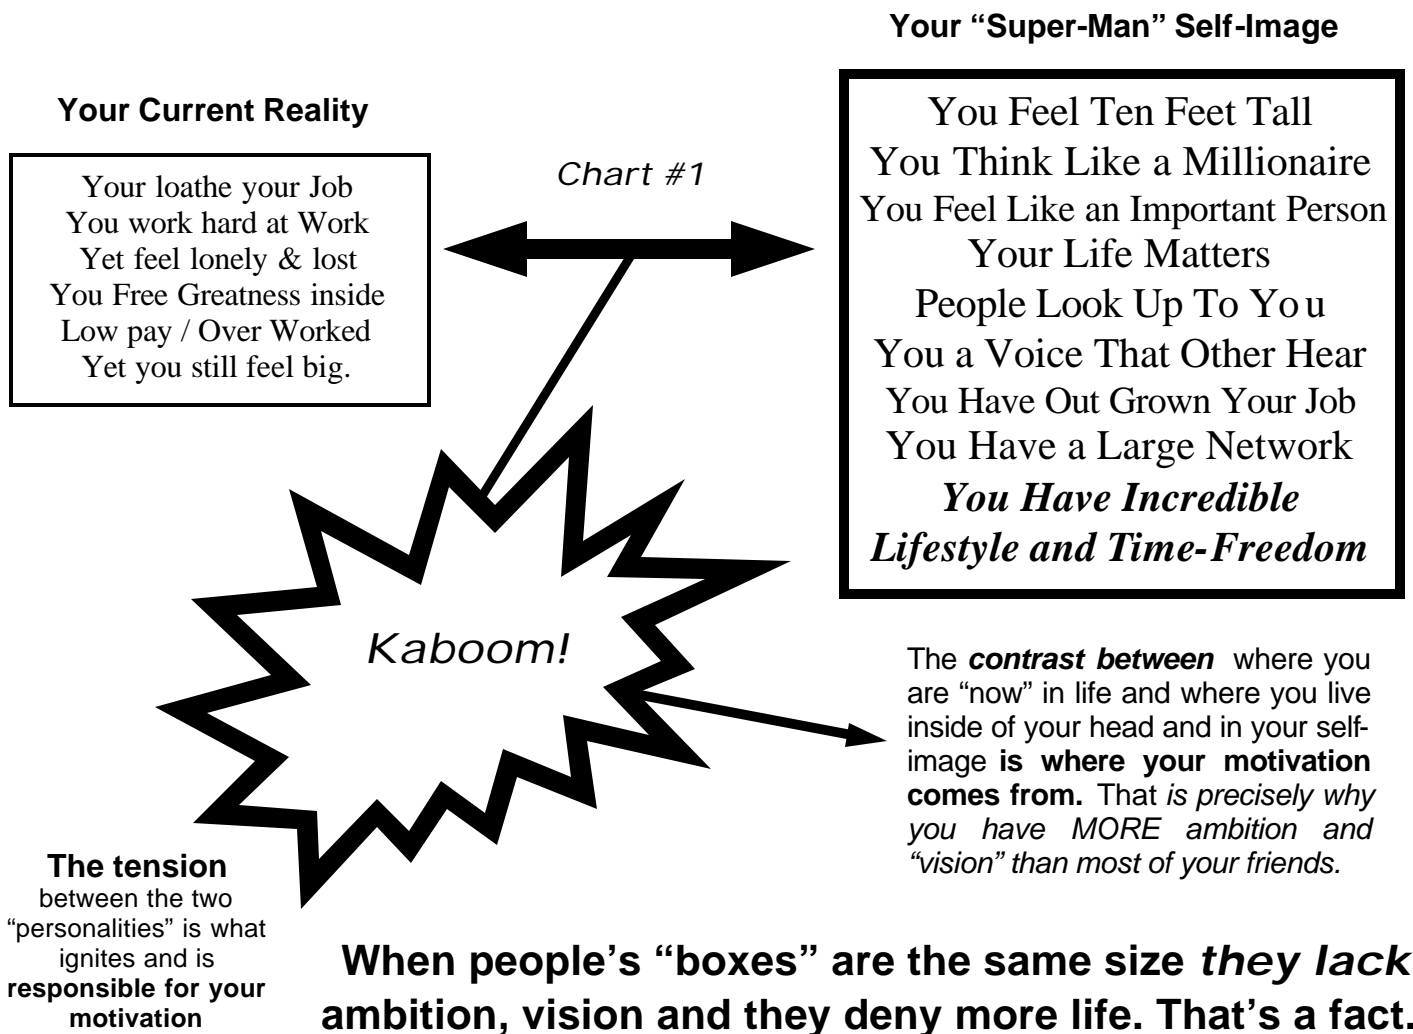 Your “Super-Man” Self-Image
You Feel Ten Feet Tall
You Think Like a Millionaire
You Feel Like an Important Person
Your Life Matters
People Look Up To You
You a Voice That Other Hear
You Have Out Grown Your Job
You Have a Large Network
You Have Incredible
Lifestyle and Time-Freedom
Your Current Reality
Your loathe your Job
You work hard at Work
Yet feel lonely & lost
You Free Greatness inside
Low pay / Over Worked
Yet you still feel big.
Chart #1
Kaboom!
The contrast between where you
are “now” in life and where you live
inside of your head and in your self-
image is where your motivation
comes from. That is precisely why
you have MORE ambition and
“vision” than most of your friends.
The tension
between the two
“personalities” is what
ignites and is
responsible for your
motivation
When people’s “boxes” are the same size they lack
ambition, vision and they deny more life. That’s a fact.